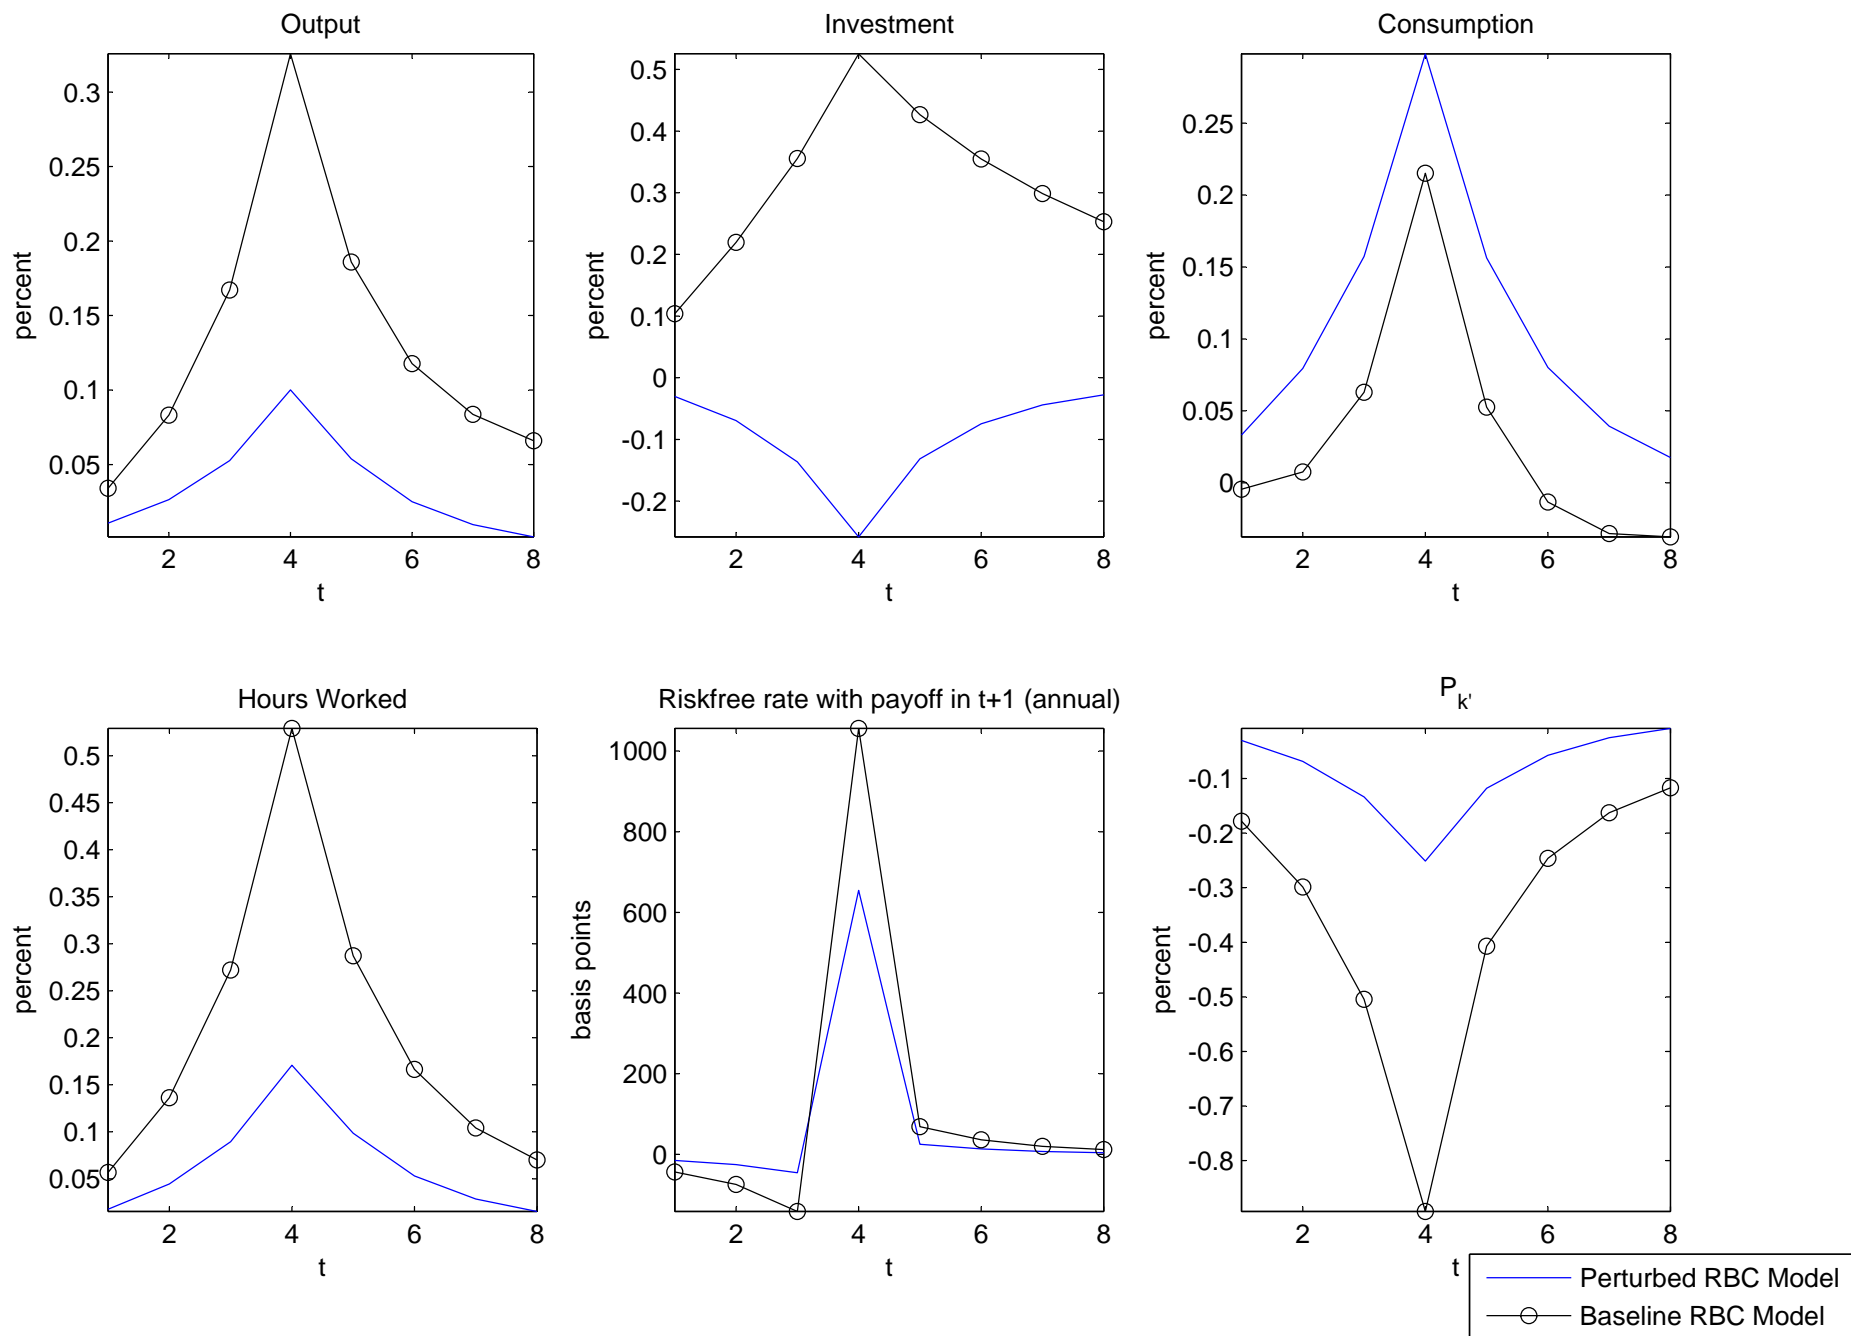 Output
Investment
Consumption
0.3
0.25
0.2
0.15
0.1
0.05
percent
2 4 6 8
t
0.5
0.4
0.3
0.2
0.1
0
-0.1
-0.2
percent
2 4 6 8
t
0.25
0.2
0.15
0.1
0.05
0
percent
2 4 6 8
t
Hours Worked
Riskfree rate with payoff in t+1 (annual)
P k'
0.5
0.45
0.4
0.35
0.3
0.25
0.2
0.15
0.1
0.05
percent
2 4 6 8
t
1000
800
600
400
200
0
basis points
2 4 6 8
t
-0.1
-0.2
-0.3
-0.4
-0.5
-0.6
-0.7
-0.8
percent
2 4 6 8
t
Perturbed RBC Model
Baseline RBC Model